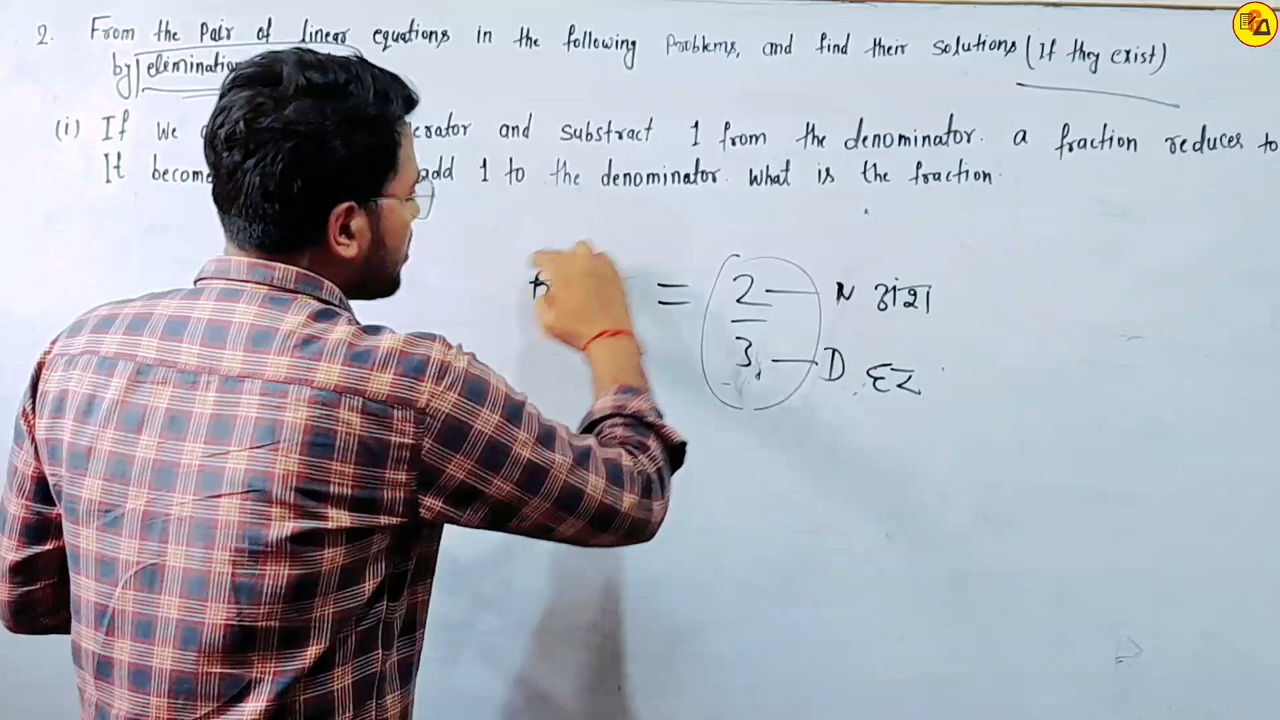 2. From the Pair of linear equations in the following Problems, and find their solutions (If they exist)
by elimination
(i) If We erator and Substract 1 from the denominator. a fraction reduces to
It become add 1 to the denominator. What is the fraction.
= 2/3
N अंश
D हर